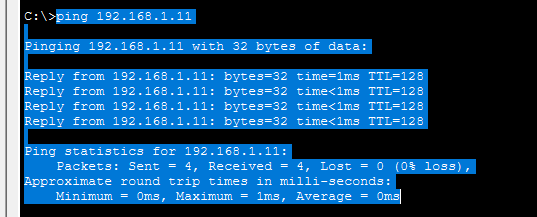 C:\>ping 192.168.1.11
Pinging 192.168.1.11 with 32 bytes of data:
Reply from 192.168.1.11: bytes=32 time=1ms TTL=128
Reply from 192.168.1.11: bytes=32 time<1ms TTL=128
Reply from 192.168.1.11: bytes=32 time<1ms TTL=128
Reply from 192.168.1.11: bytes=32 time<1ms TTL=128
Ping statistics for 192.168.1.11:
    Packets: Sent = 4, Received = 4, Lost = 0 (0% loss),
Approximate round trip times in milli-seconds:
    Minimum = 0ms, Maximum = 1ms, Average = 0ms